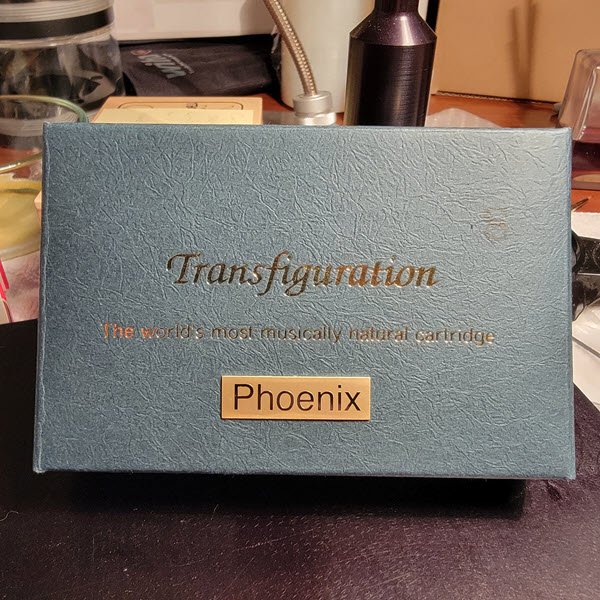 Transfiguration
The world's most musically natural cartridge
Phoenix